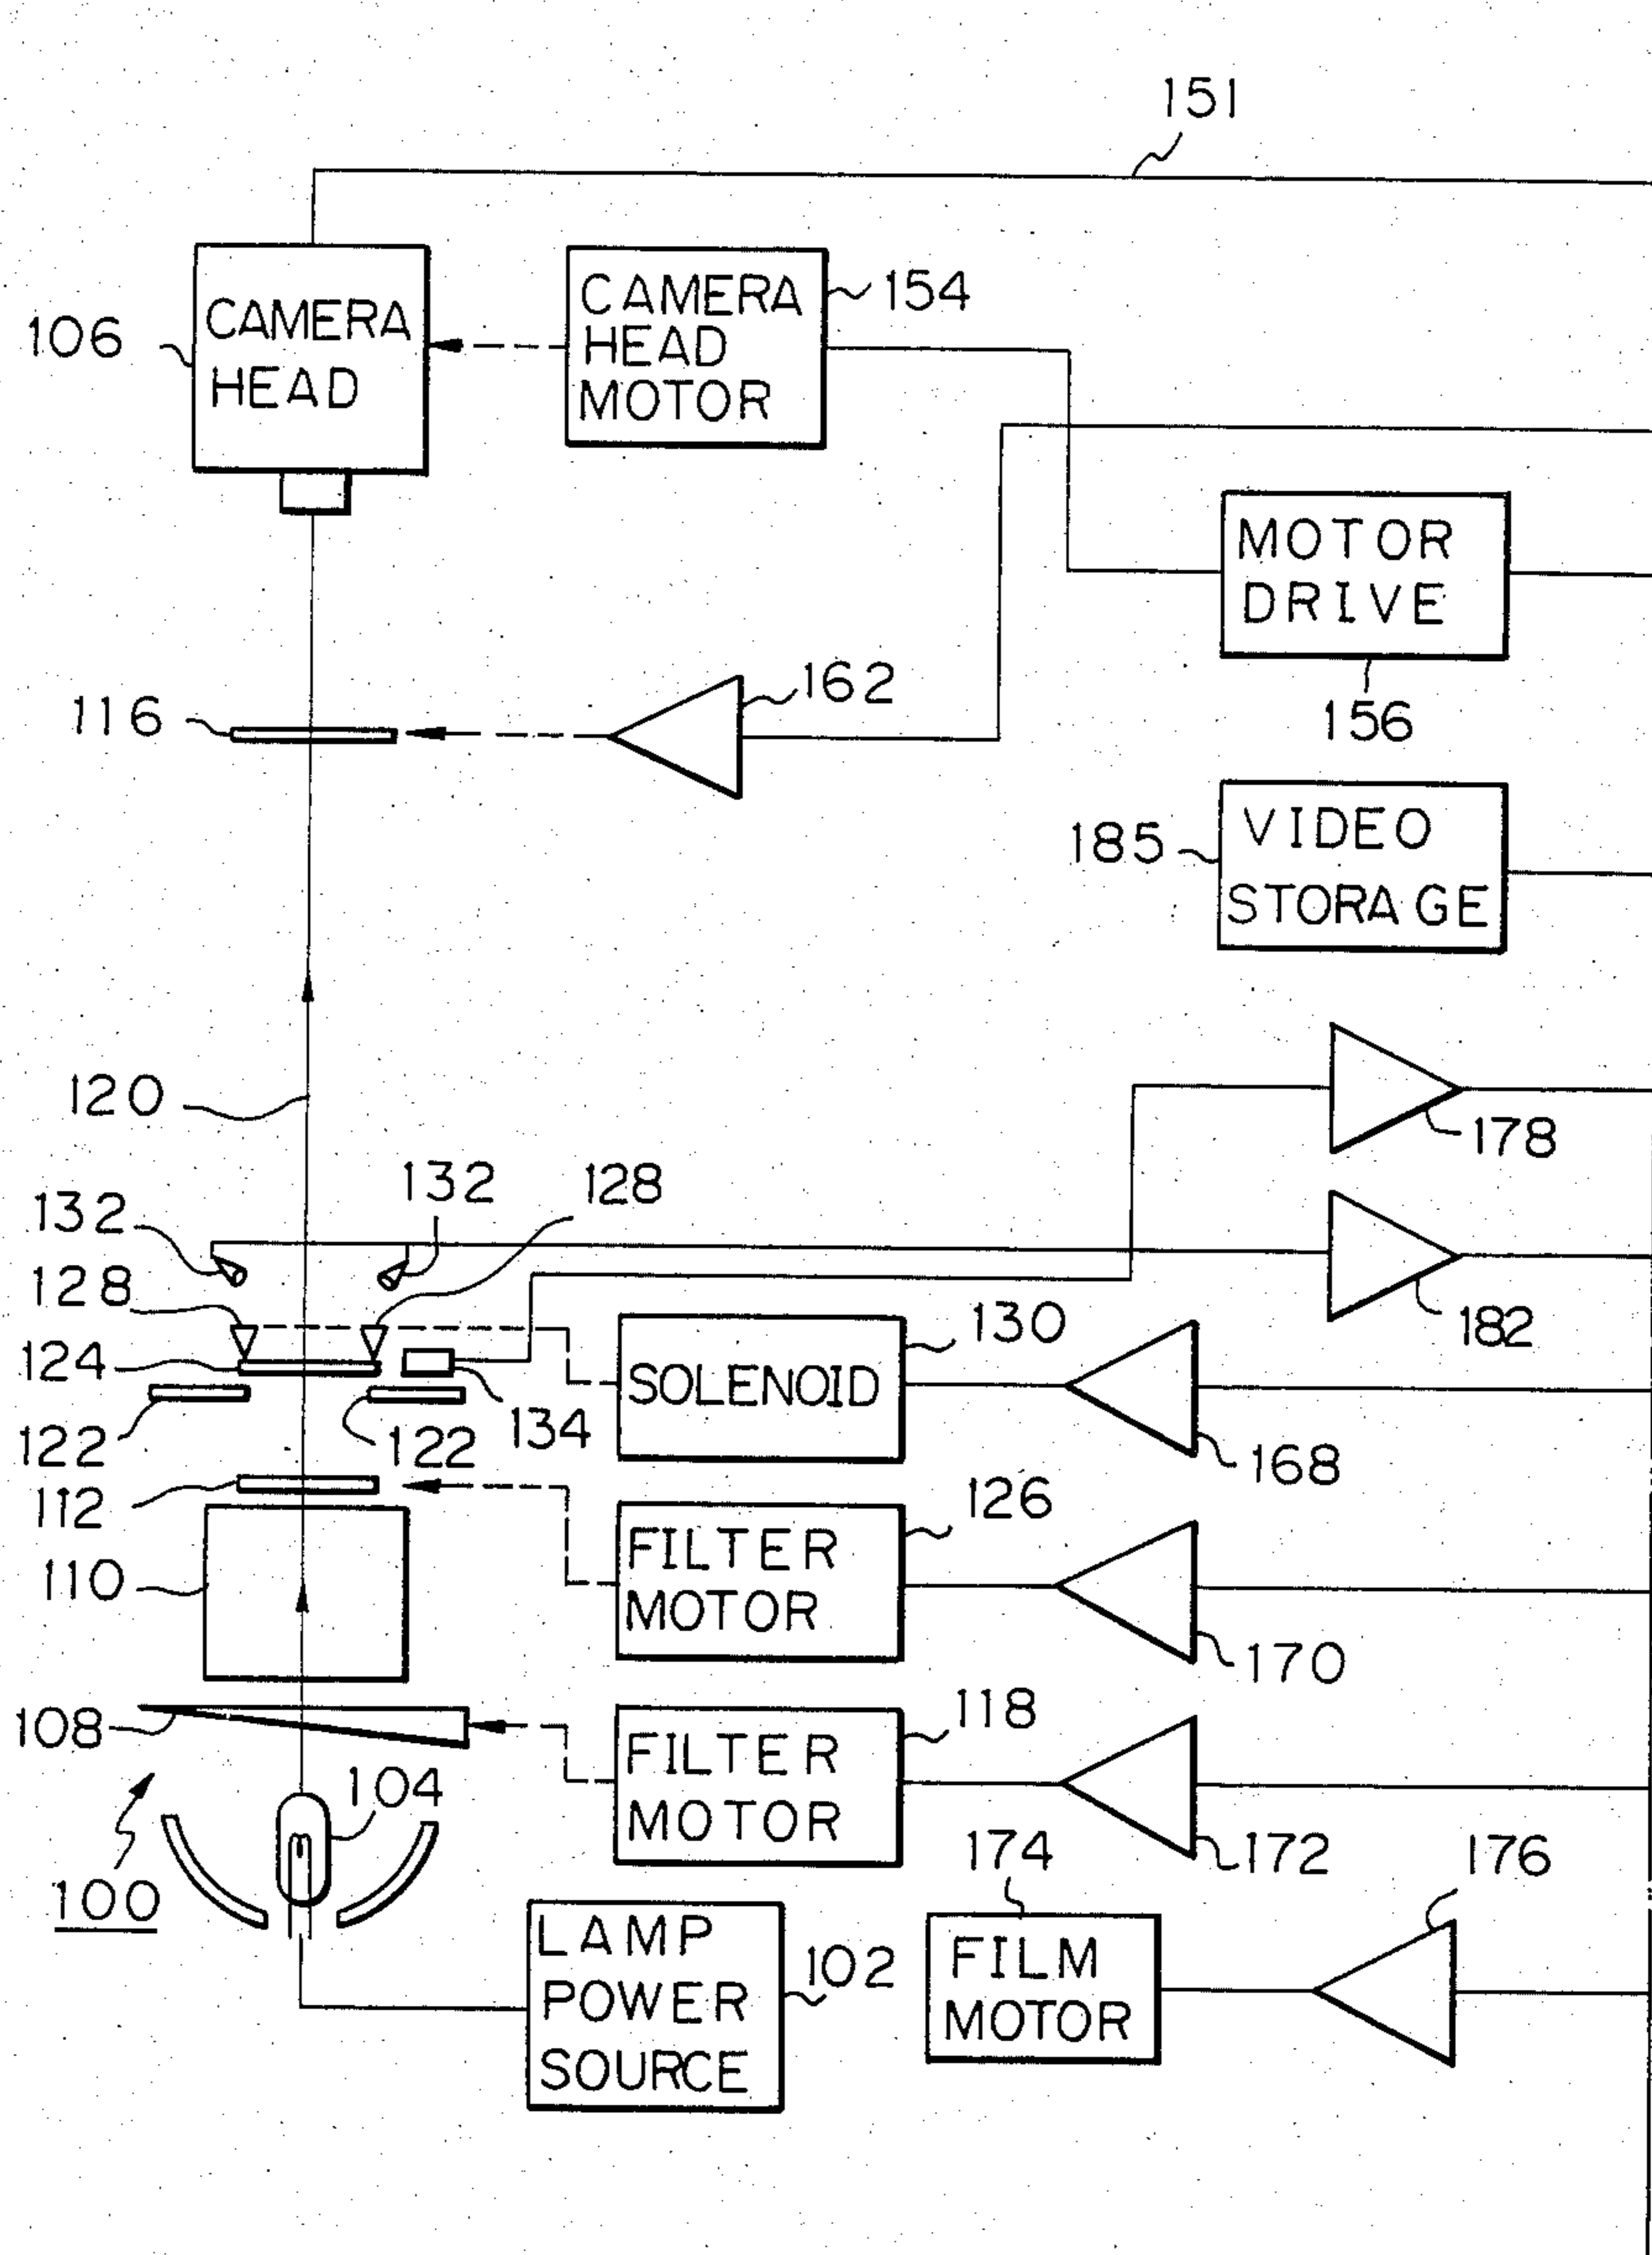 151
CAMERA
HEAD
106
CAMERA
HEAD
MOTOR
154
MOTOR
DRIVE
156
116
162
185
VIDEO
STORAGE
120
178
132
132
128
182
128
124
122
122
134
SOLENOID
130
168
112
110
FILTER
MOTOR
126
170
108
FILTER
MOTOR
118
172
104
100
174
176
LAMP
POWER
SOURCE
102
FILM
MOTOR